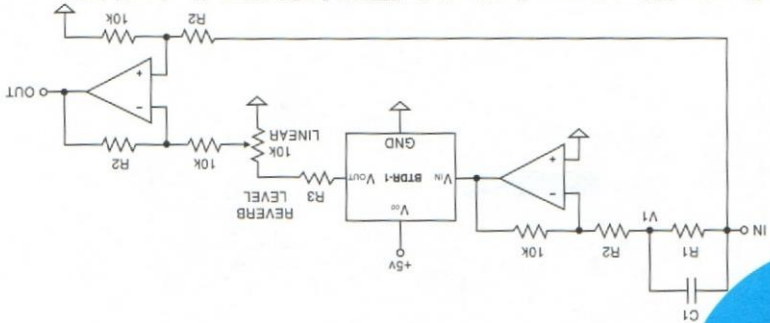 C1
R1
R2
10k
+5v
IN
V1
Vcc
REVERB
LEVEL
R3
VIN
BTDR-1
VOUT
−
+
GND
10k
LINEAR
10k
R2
−
+
OUT
R2
10k